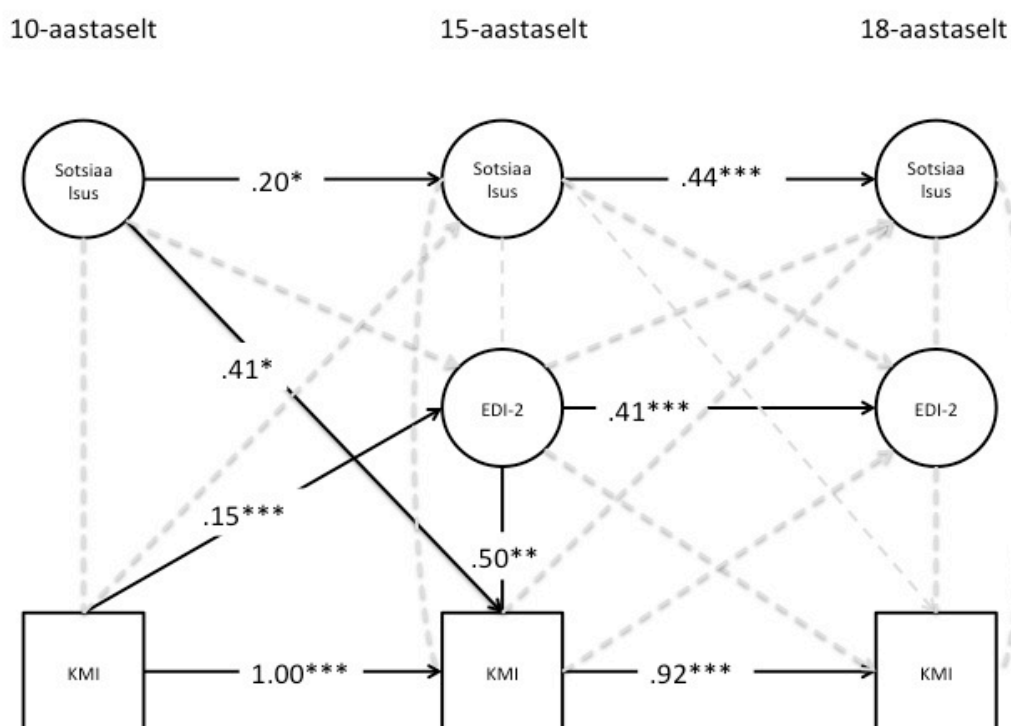 10-aastaselt
15-aastaselt
18-aastaselt
Sotsiaa
lsus
.20*
Sotsiaa
lsus
.44***
Sotsiaa
lsus
.41*
EDI-2
.41***
EDI-2
.15***
.50**
KMI
1.00***
KMI
.92***
KMI